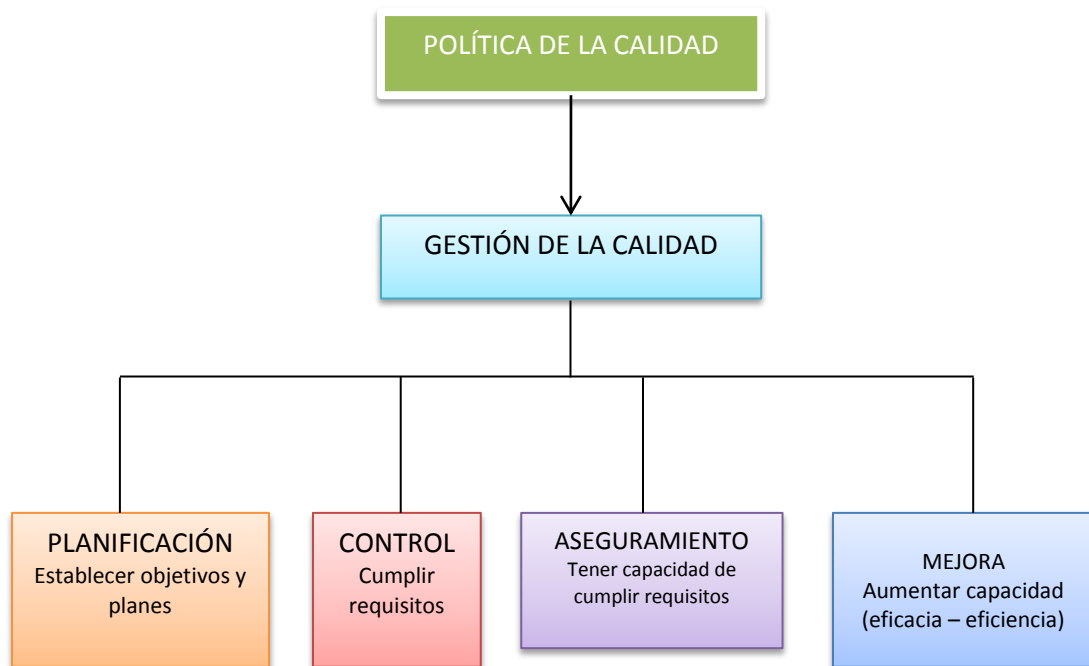 POLÍTICA DE LA CALIDAD
GESTIÓN DE LA CALIDAD
PLANIFICACIÓN
Establecer objetivos y
planes
CONTROL
Cumplir
requisitos
ASEGURAMIENTO
Tener capacidad de
cumplir requisitos
MEJORA
Aumentar capacidad
(eficacia – eficiencia)